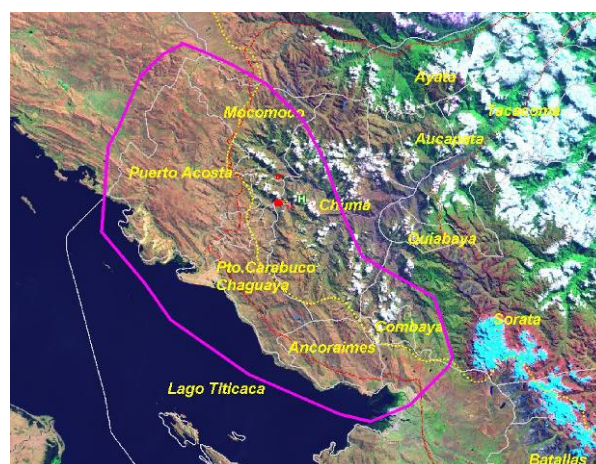 Ayata
Mocomoco
Tacacoma
Aucapata
Puerto Acosta
H
Chuma
Quiabaya
Pto.Carabuco
Chaguaya
Combaya
Sorata
Ancoraimes
Lago Titicaca
Batallas